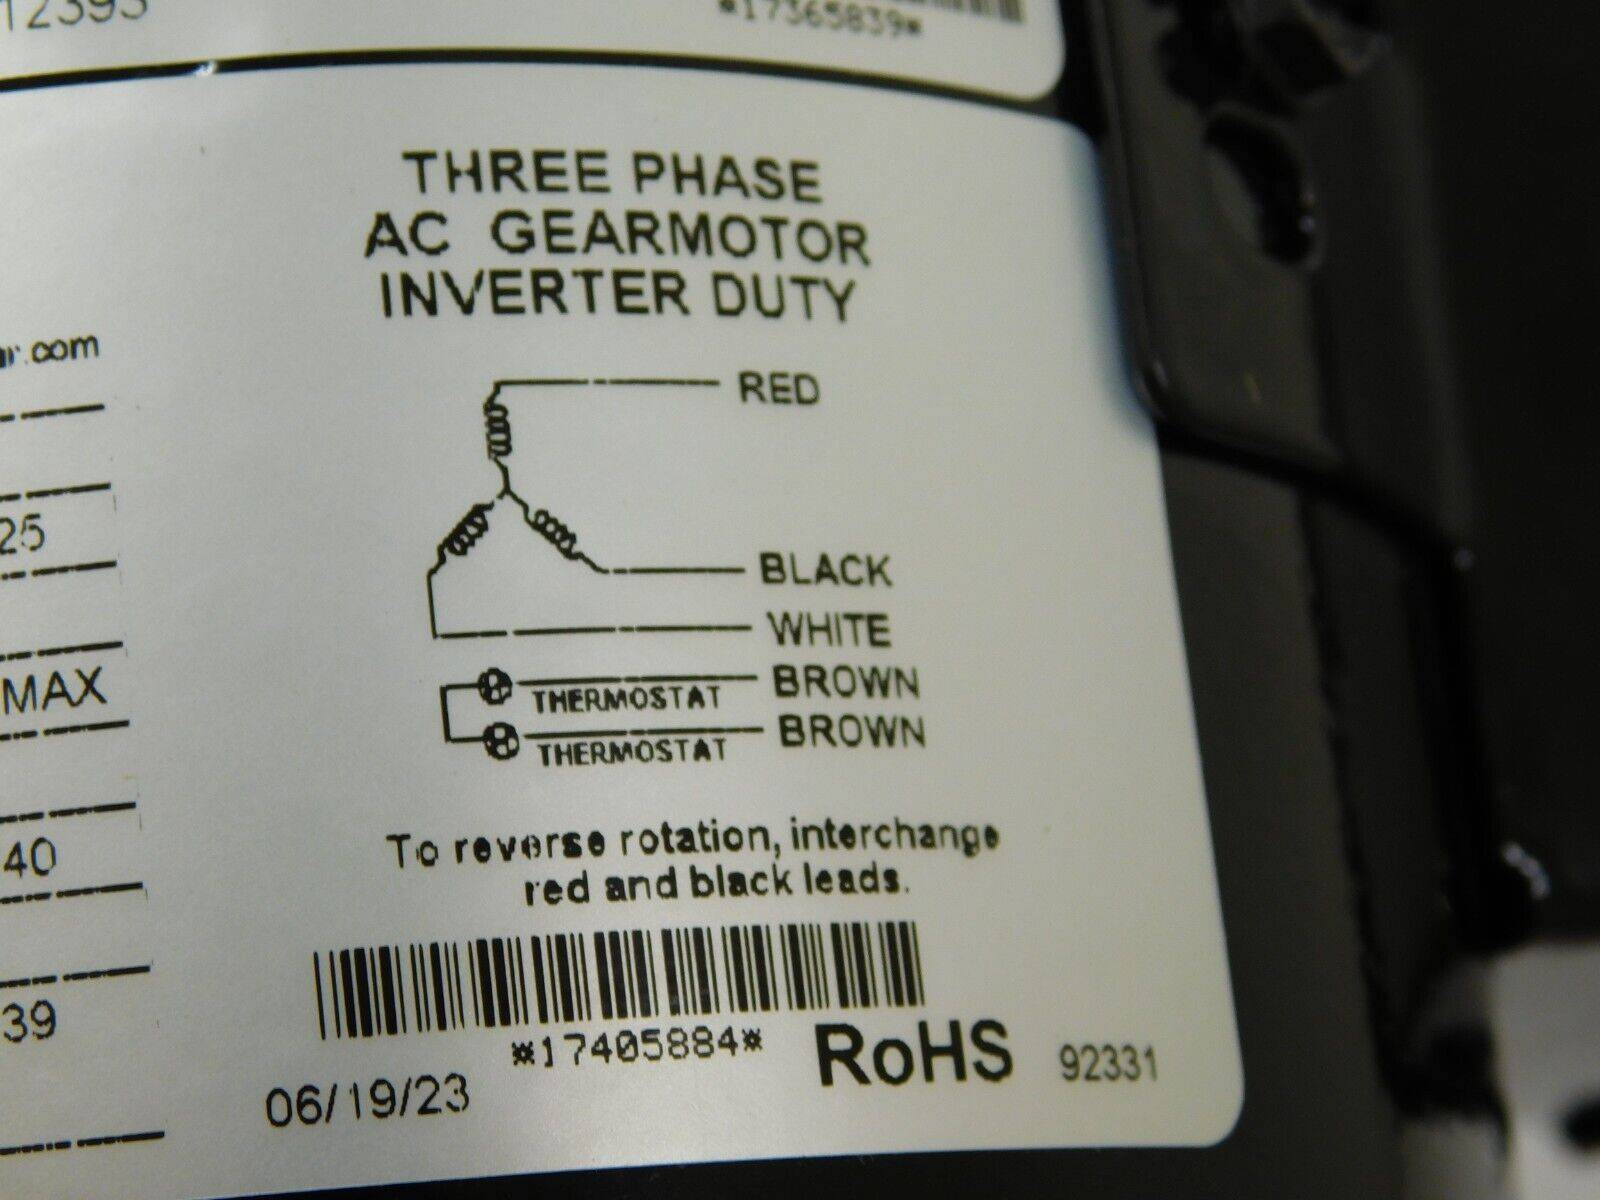 12393
*17365839*
THREE PHASE
AC GEARMOTOR
INVERTER DUTY
.com
RED
25
BLACK
WHITE
MAX
BROWN
THERMOSTAT
BROWN
THERMOSTAT
40
To reverse rotation, interchange
red and black leads.
39
*17405884*
RoHS
92331
06/19/23